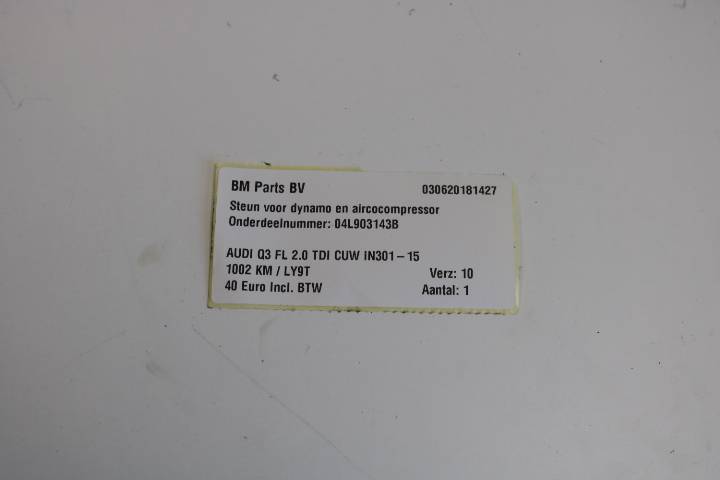 BM Parts BV 030620181427
Steun voor dynamo en aircocompressor
Onderdeelnummer: 04L903143B
AUDI Q3 FL 2.0 TDI CUW IN301-15
1002 KM / LY9T Verz: 10
40 Euro Incl. BTW Aantal: 1